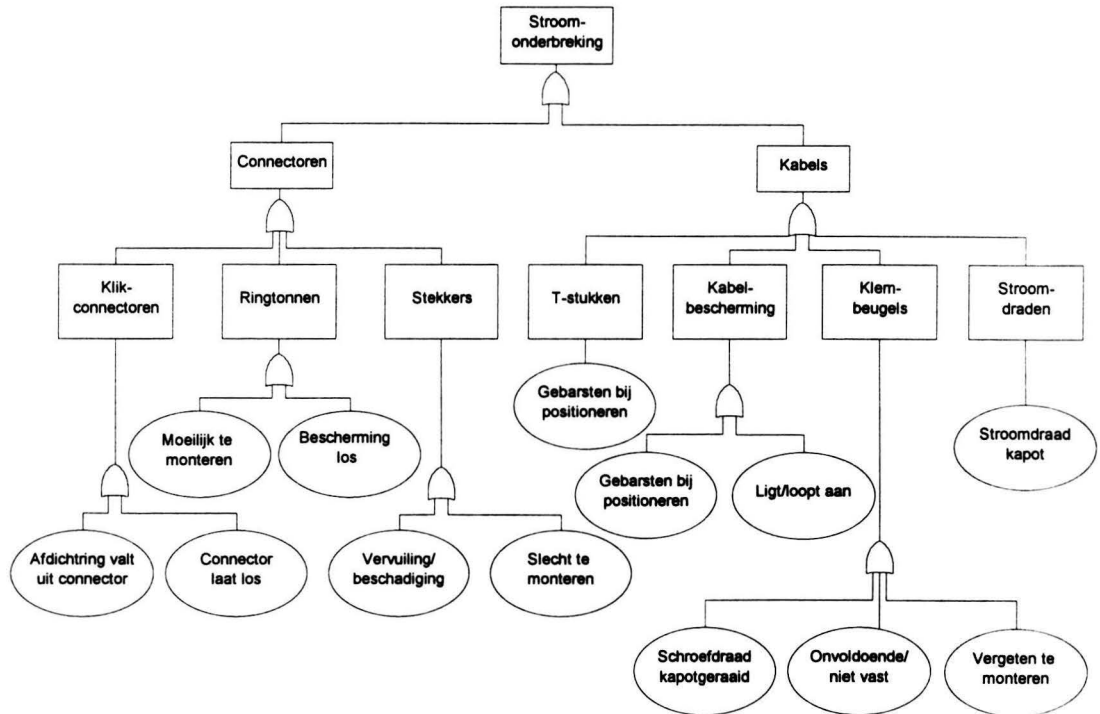 Stroom-
onderbreking
Connectoren
Kabels
Klik-
connectoren
Ringtonnen
Stekkers
T-stukken
Kabel-
bescherming
Klem-
beugels
Stroom-
draden
Moeilijk te
monteren
Bescherming
los
Gebarsten bij
positioneren
Stroomdraad
kapot
Gebarsten bij
positioneren
Ligt/loopt aan
Afdichtring valt
uit connector
Connector
laat los
Vervuiling/
beschadiging
Slecht te
monteren
Schroefdraad
kapotgeraaid
Onvoldoende/
niet vast
Vergeten te
monteren